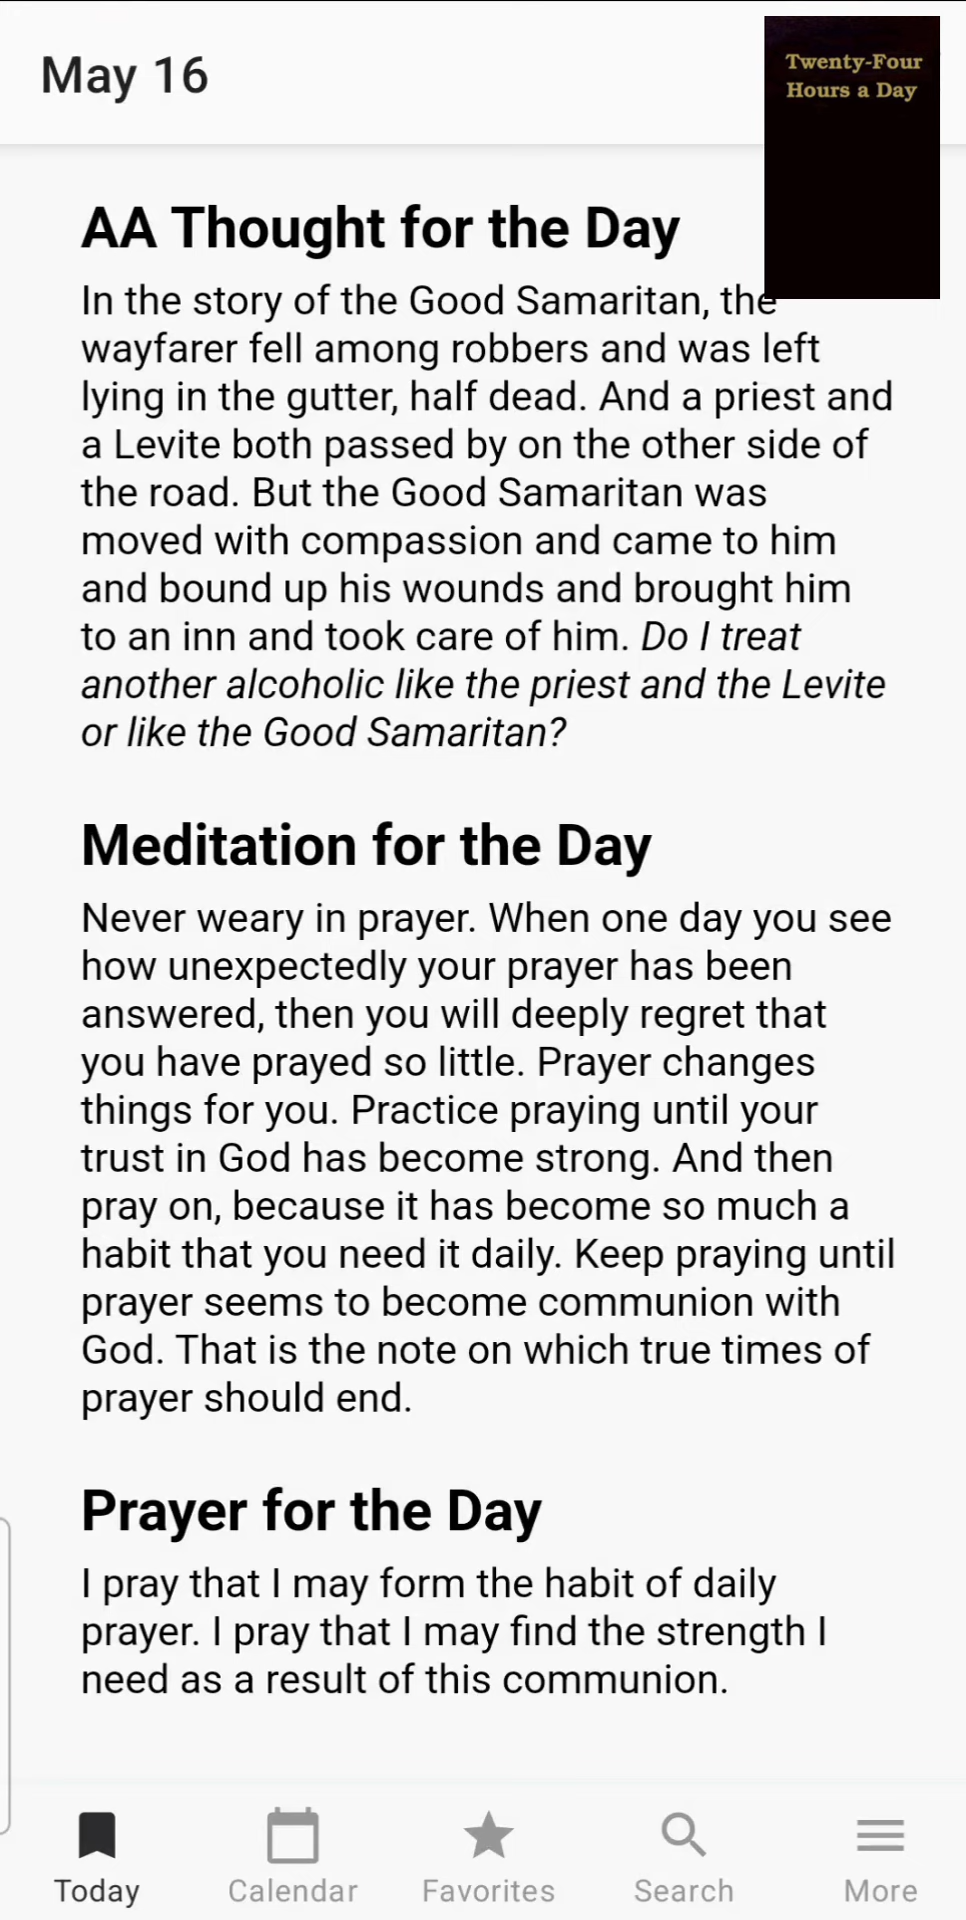 May 16
Twenty-Four
Hours a Day
AA Thought for the Day
In the story of the Good Samaritan, the
wayfarer fell among robbers and was left
lying in the gutter, half dead. And a priest and
a Levite both passed by on the other side of
the road. But the Good Samaritan was
moved with compassion and came to him
and bound up his wounds and brought him
to an inn and took care of him. Do I treat
another alcoholic like the priest and the Levite
or like the Good Samaritan?
Meditation for the Day
Never weary in prayer. When one day you see
how unexpectedly your prayer has been
answered, then you will deeply regret that
you have prayed so little. Prayer changes
things for you. Practice praying until your
trust in God has become strong. And then
pray on, because it has become so much a
habit that you need it daily. Keep praying until
prayer seems to become communion with
God. That is the note on which true times of
prayer should end.
Prayer for the Day
I pray that I may form the habit of daily
prayer. I pray that I may find the strength I
need as a result of this communion.
Today
Calendar
Favorites
Search
More